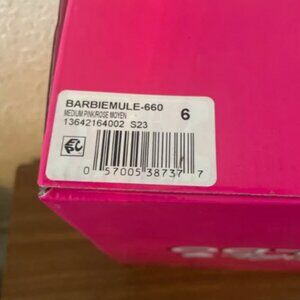 BARBIEMULE-660 6
MEDIUM PINK/ROSE MOYEN
13642164002 S23
0 57005 38737 7